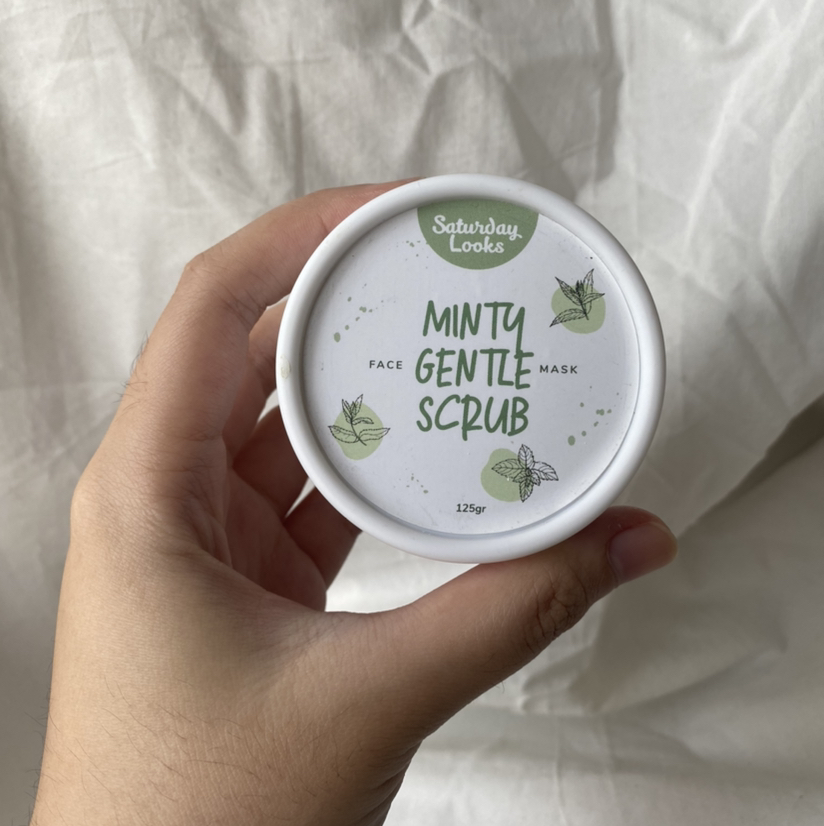 Saturday
Looks
MINTY
FACE GENTLE MASK
SCRUB
125gr